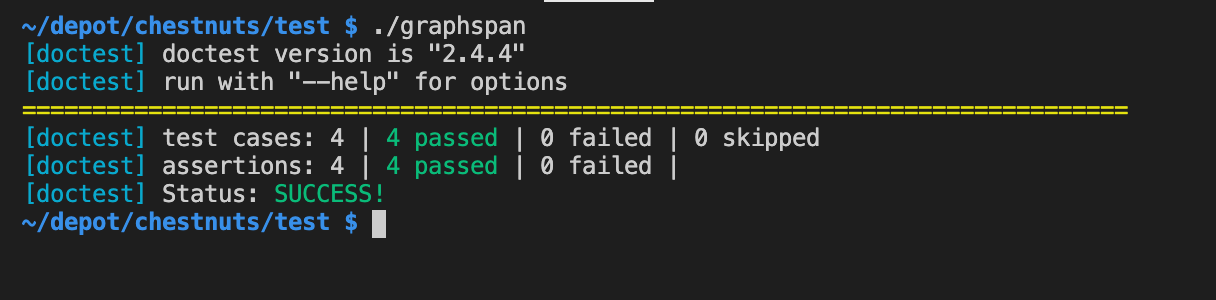 ~/depot/chestnuts/test $ ./graphspan
[doctest] doctest version is "2.4.4"
[doctest] run with "--help" for options
===============================================================================
[doctest] test cases: 4 | 4 passed | 0 failed | 0 skipped
[doctest] assertions: 4 | 4 passed | 0 failed |
[doctest] Status: SUCCESS!
~/depot/chestnuts/test $